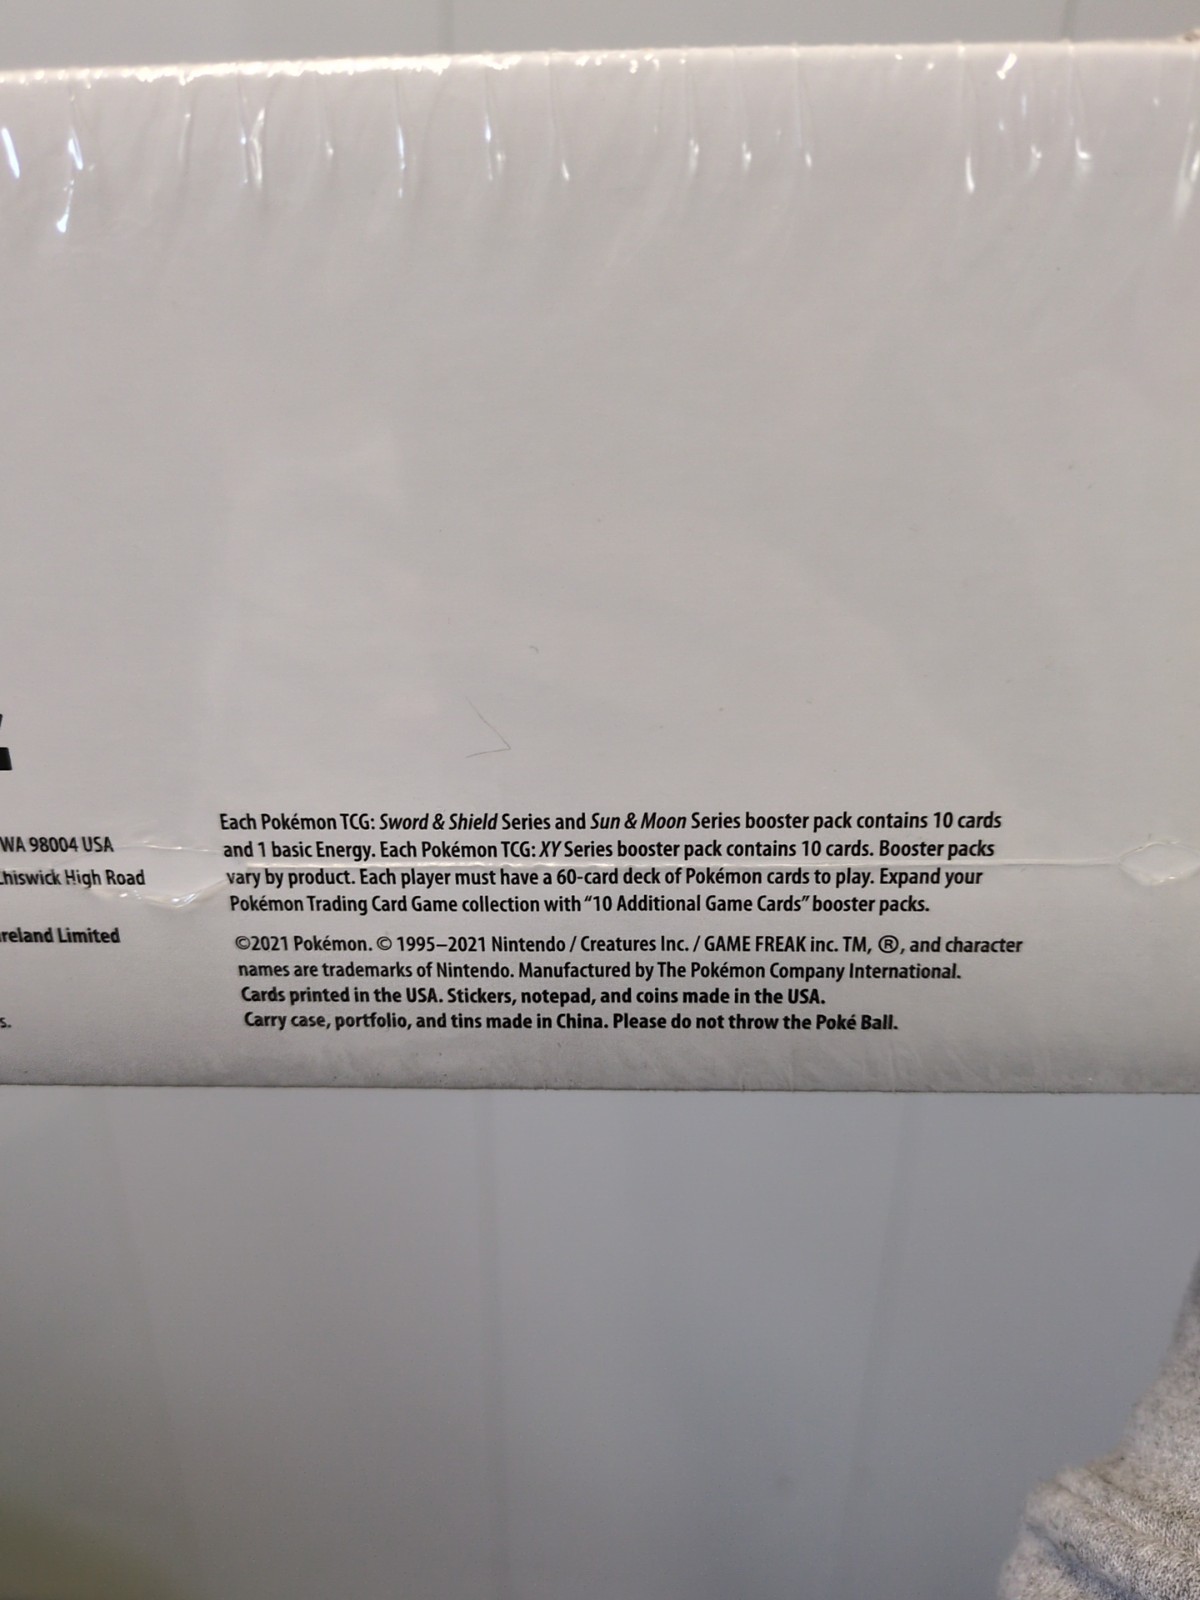 WA 98004 USA
Chiswick High Road
Ireland Limited
s.
Each Pokémon TCG: Sword & Shield Series and Sun & Moon Series booster pack contains 10 cards
and 1 basic Energy. Each Pokémon TCG: XY Series booster pack contains 10 cards. Booster packs
vary by product. Each player must have a 60-card deck of Pokémon cards to play. Expand your
Pokémon Trading Card Game collection with “10 Additional Game Cards” booster packs.
©2021 Pokémon. © 1995–2021 Nintendo / Creatures Inc. / GAME FREAK inc. TM, ®, and character
names are trademarks of Nintendo. Manufactured by The Pokémon Company International.
Cards printed in the USA. Stickers, notepad, and coins made in the USA.
Carry case, portfolio, and tins made in China. Please do not throw the Poké Ball.